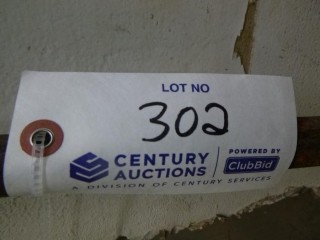 LOT NO
302
CENTURY AUCTIONS
POWERED BY
ClubBid
A DIVISION OF CENTURY SERVICES